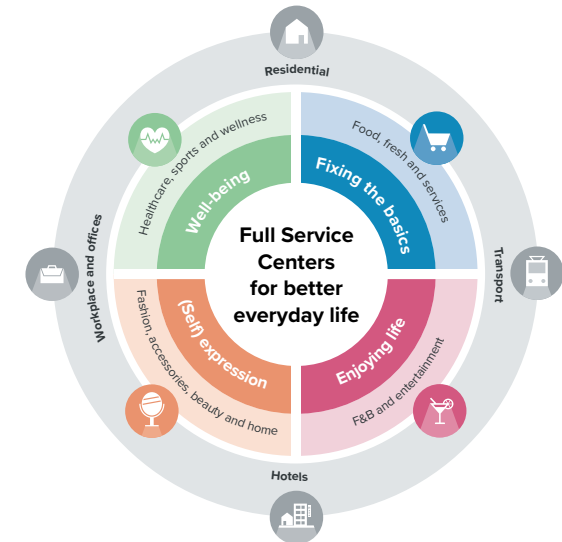 Residential
Healthcare, sports and wellness
Well-being
Food, fresh and services
Fixing the basics
Workplace and offices
Full Service
Centers
for better
everyday life
Transport
(Self) expression
Fashion, accessories, beauty and home
Enjoying life
F&B and entertainment
Hotels